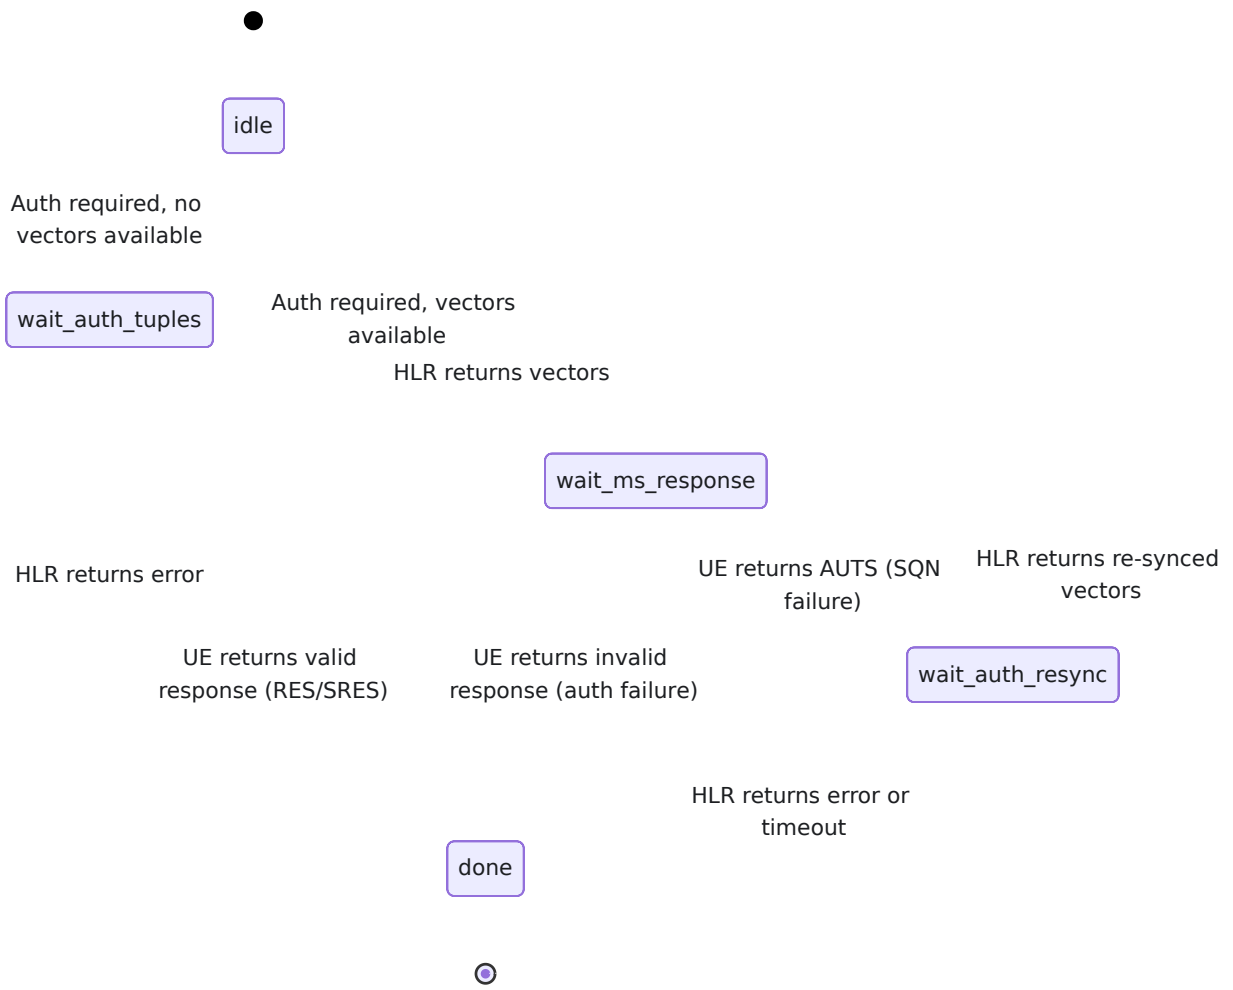 idle
Auth required, no
vectors available
wait_auth_tuples
Auth required, vectors
available
HLR returns vectors
wait_ms_response
HLR returns error
UE returns AUTS (SQN
failure)
HLR returns re-synced
vectors
UE returns valid
response (RES/SRES)
UE returns invalid
response (auth failure)
wait_auth_resync
HLR returns error or
timeout
done